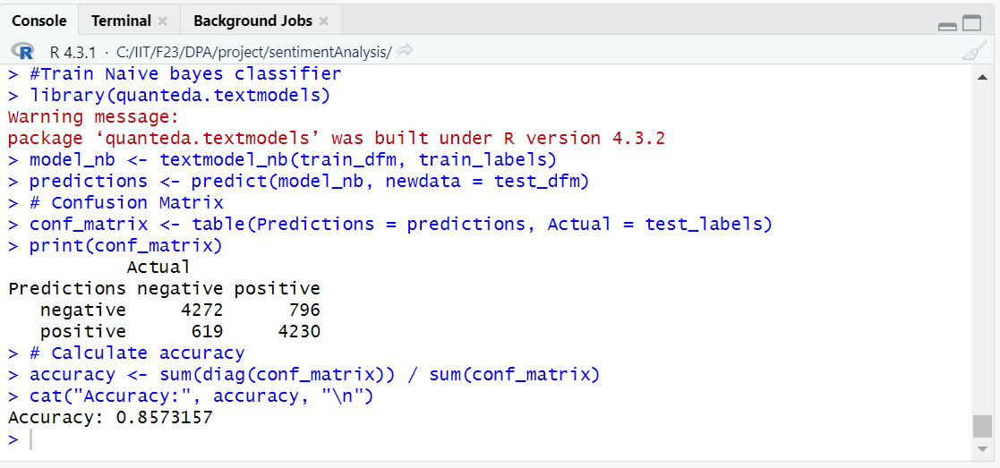 Console Terminal × Background Jobs ×
R R 4.3.1 · C:/IIT/F23/DPA/project/sentimentAnalysis/
> #Train Naive bayes classifier
> library(quanteda.textmodels)
Warning message:
package ‘quanteda.textmodels’ was built under R version 4.3.2
> model_nb <- textmodel_nb(train_dfm, train_labels)
> predictions <- predict(model_nb, newdata = test_dfm)
> # Confusion Matrix
> conf_matrix <- table(Predictions = predictions, Actual = test_labels)
> print(conf_matrix)
           Actual
Predictions negative positive
   negative     4272      796
   positive      619     4230
> # Calculate accuracy
> accuracy <- sum(diag(conf_matrix)) / sum(conf_matrix)
> cat("Accuracy:", accuracy, "\n")
Accuracy: 0.8573157
>